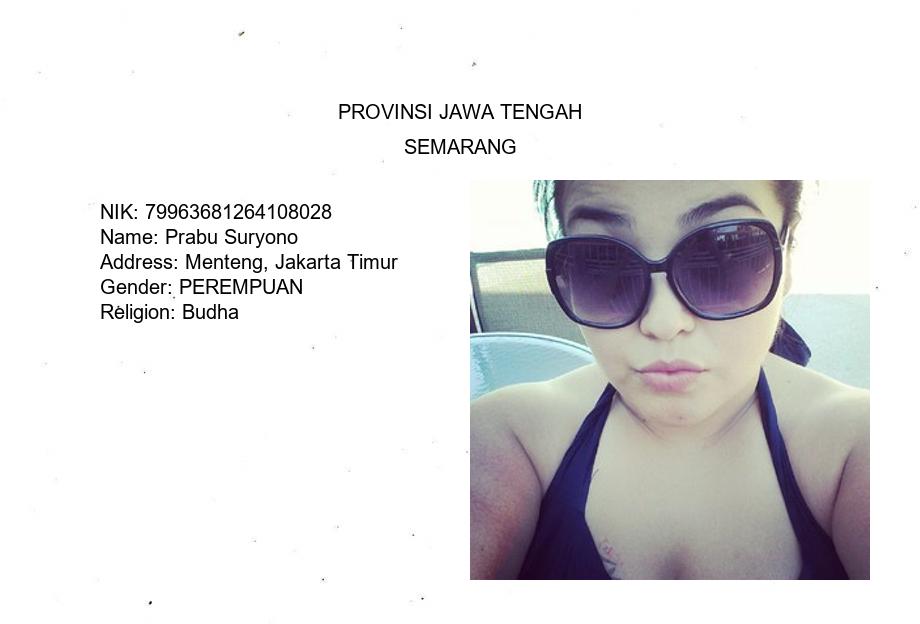 PROVINSI JAWA TENGAH
SEMARANG
NIK: 79963681264108028
Name: Prabu Suryono
Address: Menteng, Jakarta Timur
Gender: PEREMPUAN
Religion: Budha